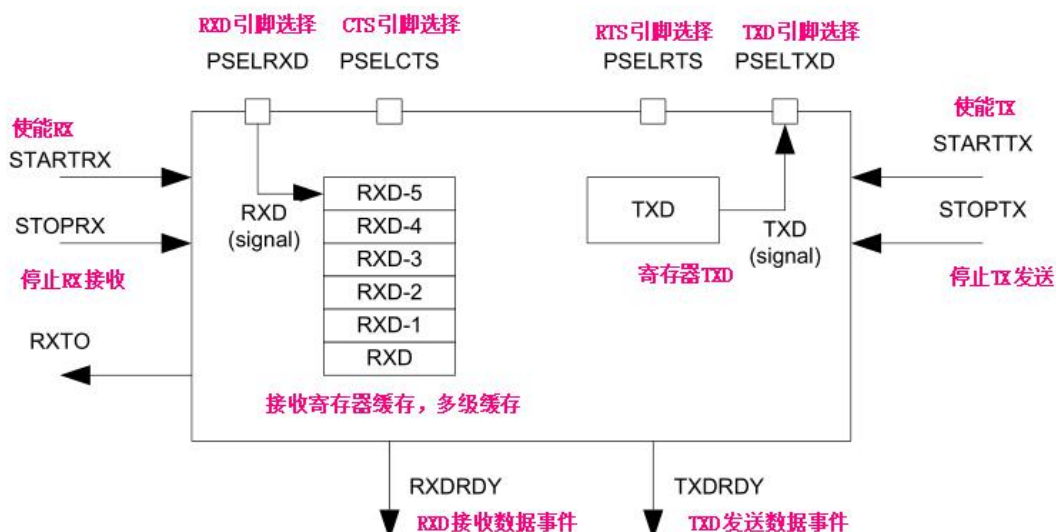 RXD引脚选择 CTS引脚选择 RTS引脚选择 TXD引脚选择
PSELRXD PSELCTS PSELRTS PSELTXD
使能RX
STARTRX
使能TX
STARTTX
RXD-5
RXD-4
RXD-3
RXD-2
RXD-1
RXD
RXD
(signal)
TXD
TXD
(signal)
STOPRX
STOPTX
停止RX接收
寄存器TXD
停止TX发送
RXTO
接收寄存器缓存，多级缓存
RXDRDY
TXDRDY
RXD接收数据事件
TXD发送数据事件